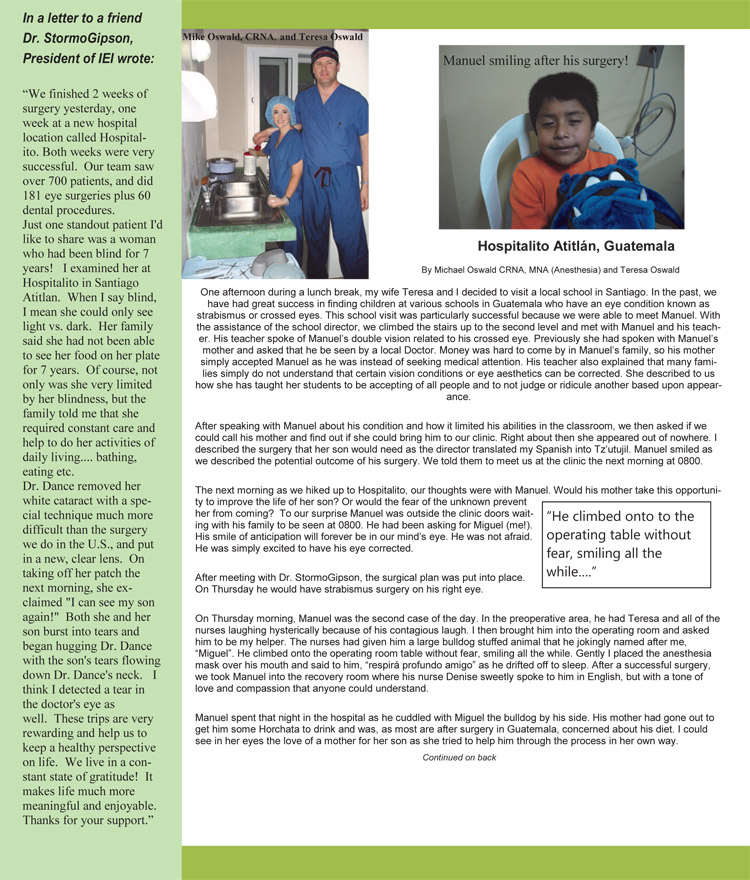 In a letter to a friend
Dr. StormoGipson,
President of IEI wrote:
“We finished 2 weeks of
surgery yesterday, one
week at a new hospital
location called Hospital-
ito. Both weeks were very
successful.  Our team saw
over 700 patients, and did
181 eye surgeries plus 60
dental procedures.
Just one standout patient I'd
like to share was a woman
who had been blind for 7
years!   I examined her at
Hospitalito in Santiago
Atitlan.  When I say blind,
I mean she could only see
light vs. dark.  Her family
said she had not been able
to see her food on her plate
for 7 years.  Of course, not
only was she very limited
by her blindness, but the
family told me that she
required constant care and
help to do her activities of
daily living.... bathing,
eating etc.
Dr. Dance removed her
white cataract with a spe-
cial technique much more
difficult than the surgery
we do in the U.S., and put
in a new, clear lens.  On
taking off her patch the
next morning, she ex-
claimed "I can see my son
again!"  Both she and her
son burst into tears and
began hugging Dr. Dance
with the son's tears flowing
down Dr. Dance's neck.   I
think I detected a tear in
the doctor's eye as
well.  These trips are very
rewarding and help us to
keep a healthy perspective
on life.  We live in a con-
stant state of gratitude!  It
makes life much more
meaningful and enjoyable.
Thanks for your support.”
Mike Oswald, CRNA. and Teresa Oswald
Manuel smiling after his surgery!
Hospitalito Atitlán, Guatemala
By Michael Oswald CRNA, MNA (Anesthesia) and Teresa Oswald
One afternoon during a lunch break, my wife Teresa and I decided to visit a local school in Santiago. In the past, we
have had great success in finding children at various schools in Guatemala who have an eye condition known as
strabismus or crossed eyes. This school visit was particularly successful because we were able to meet Manuel. With
the assistance of the school director, we climbed the stairs up to the second level and met with Manuel and his teach-
er. His teacher spoke of Manuel’s double vision related to his crossed eye. Previously she had spoken with Manuel’s
mother and asked that he be seen by a local Doctor. Money was hard to come by in Manuel’s family, so his mother
simply accepted Manuel as he was instead of seeking medical attention. His teacher also explained that many fami-
lies simply do not understand that certain vision conditions or eye aesthetics can be corrected. She described to us
how she has taught her students to be accepting of all people and to not judge or ridicule another based upon appear-
ance.
After speaking with Manuel about his condition and how it limited his abilities in the classroom, we then asked if we
could call his mother and find out if she could bring him to our clinic. Right about then she appeared out of nowhere. I
described the surgery that her son would need as the director translated my Spanish into Tz’utujil. Manuel smiled as
we described the potential outcome of his surgery. We told them to meet us at the clinic the next morning at 0800.
The next morning as we hiked up to Hospitalito, our thoughts were with Manuel. Would his mother take this opportuni-
ty to improve the life of her son? Or would the fear of the unknown prevent
her from coming?  To our surprise Manuel was outside the clinic doors wait-
ing with his family to be seen at 0800. He had been asking for Miguel (me!).
His smile of anticipation will forever be in our mind’s eye. He was not afraid.
He was simply excited to have his eye corrected.
“He climbed onto to the
operating table without
fear, smiling all the
while….”
After meeting with Dr. StormoGipson, the surgical plan was put into place.
On Thursday he would have strabismus surgery on his right eye.
On Thursday morning, Manuel was the second case of the day. In the preoperative area, he had Teresa and all of the
nurses laughing hysterically because of his contagious laugh. I then brought him into the operating room and asked
him to be my helper. The nurses had given him a large bulldog stuffed animal that he jokingly named after me,
“Miguel”. He climbed onto the operating room table without fear, smiling all the while. Gently I placed the anesthesia
mask over his mouth and said to him, “respirá profundo amigo” as he drifted off to sleep. After a successful surgery,
we took Manuel into the recovery room where his nurse Denise sweetly spoke to him in English, but with a tone of
love and compassion that anyone could understand.
Manuel spent that night in the hospital as he cuddled with Miguel the bulldog by his side. His mother had gone out to
get him some Horchata to drink and was, as most are after surgery in Guatemala, concerned about his diet. I could
see in her eyes the love of a mother for her son as she tried to help him through the process in her own way.
Continued on back